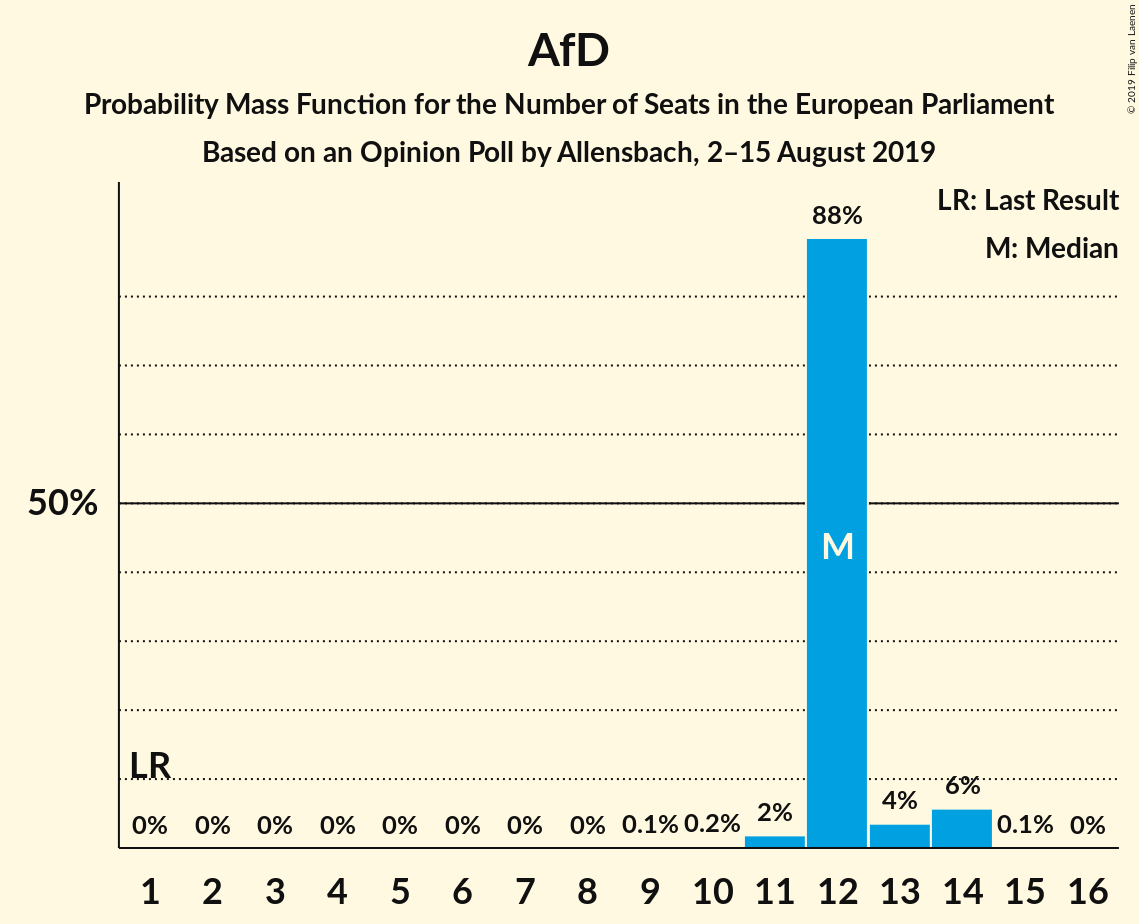 AfD
Probability Mass Function for the Number of Seats in the European Parliament
Based on an Opinion Poll by Allensbach, 2–15 August 2019
© 2019 Filip van Laenen
LR: Last Result
M: Median
88%
50%
M
LR
0% 0% 0% 0% 0% 0% 0% 0% 0.1% 0.2% 2% 4% 6% 0.1% 0%
1 2 3 4 5 6 7 8 9 10 11 12 13 14 15 16